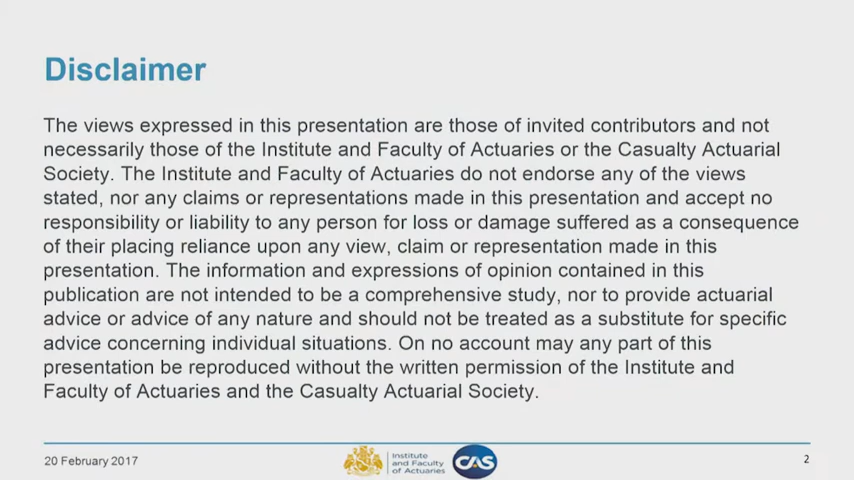 Disclaimer
The views expressed in this presentation are those of invited contributors and not
necessarily those of the Institute and Faculty of Actuaries or the Casualty Actuarial
Society. The Institute and Faculty of Actuaries do not endorse any of the views
stated, nor any claims or representations made in this presentation and accept no
responsibility or liability to any person for loss or damage suffered as a consequence
of their placing reliance upon any view, claim or representation made in this
presentation. The information and expressions of opinion contained in this
publication are not intended to be a comprehensive study, nor to provide actuarial
advice or advice of any nature and should not be treated as a substitute for specific
advice concerning individual situations. On no account may any part of this
presentation be reproduced without the written permission of the Institute and
Faculty of Actuaries and the Casualty Actuarial Society.
20 February 2017
Institute
and Faculty
of Actuaries
CAS
2